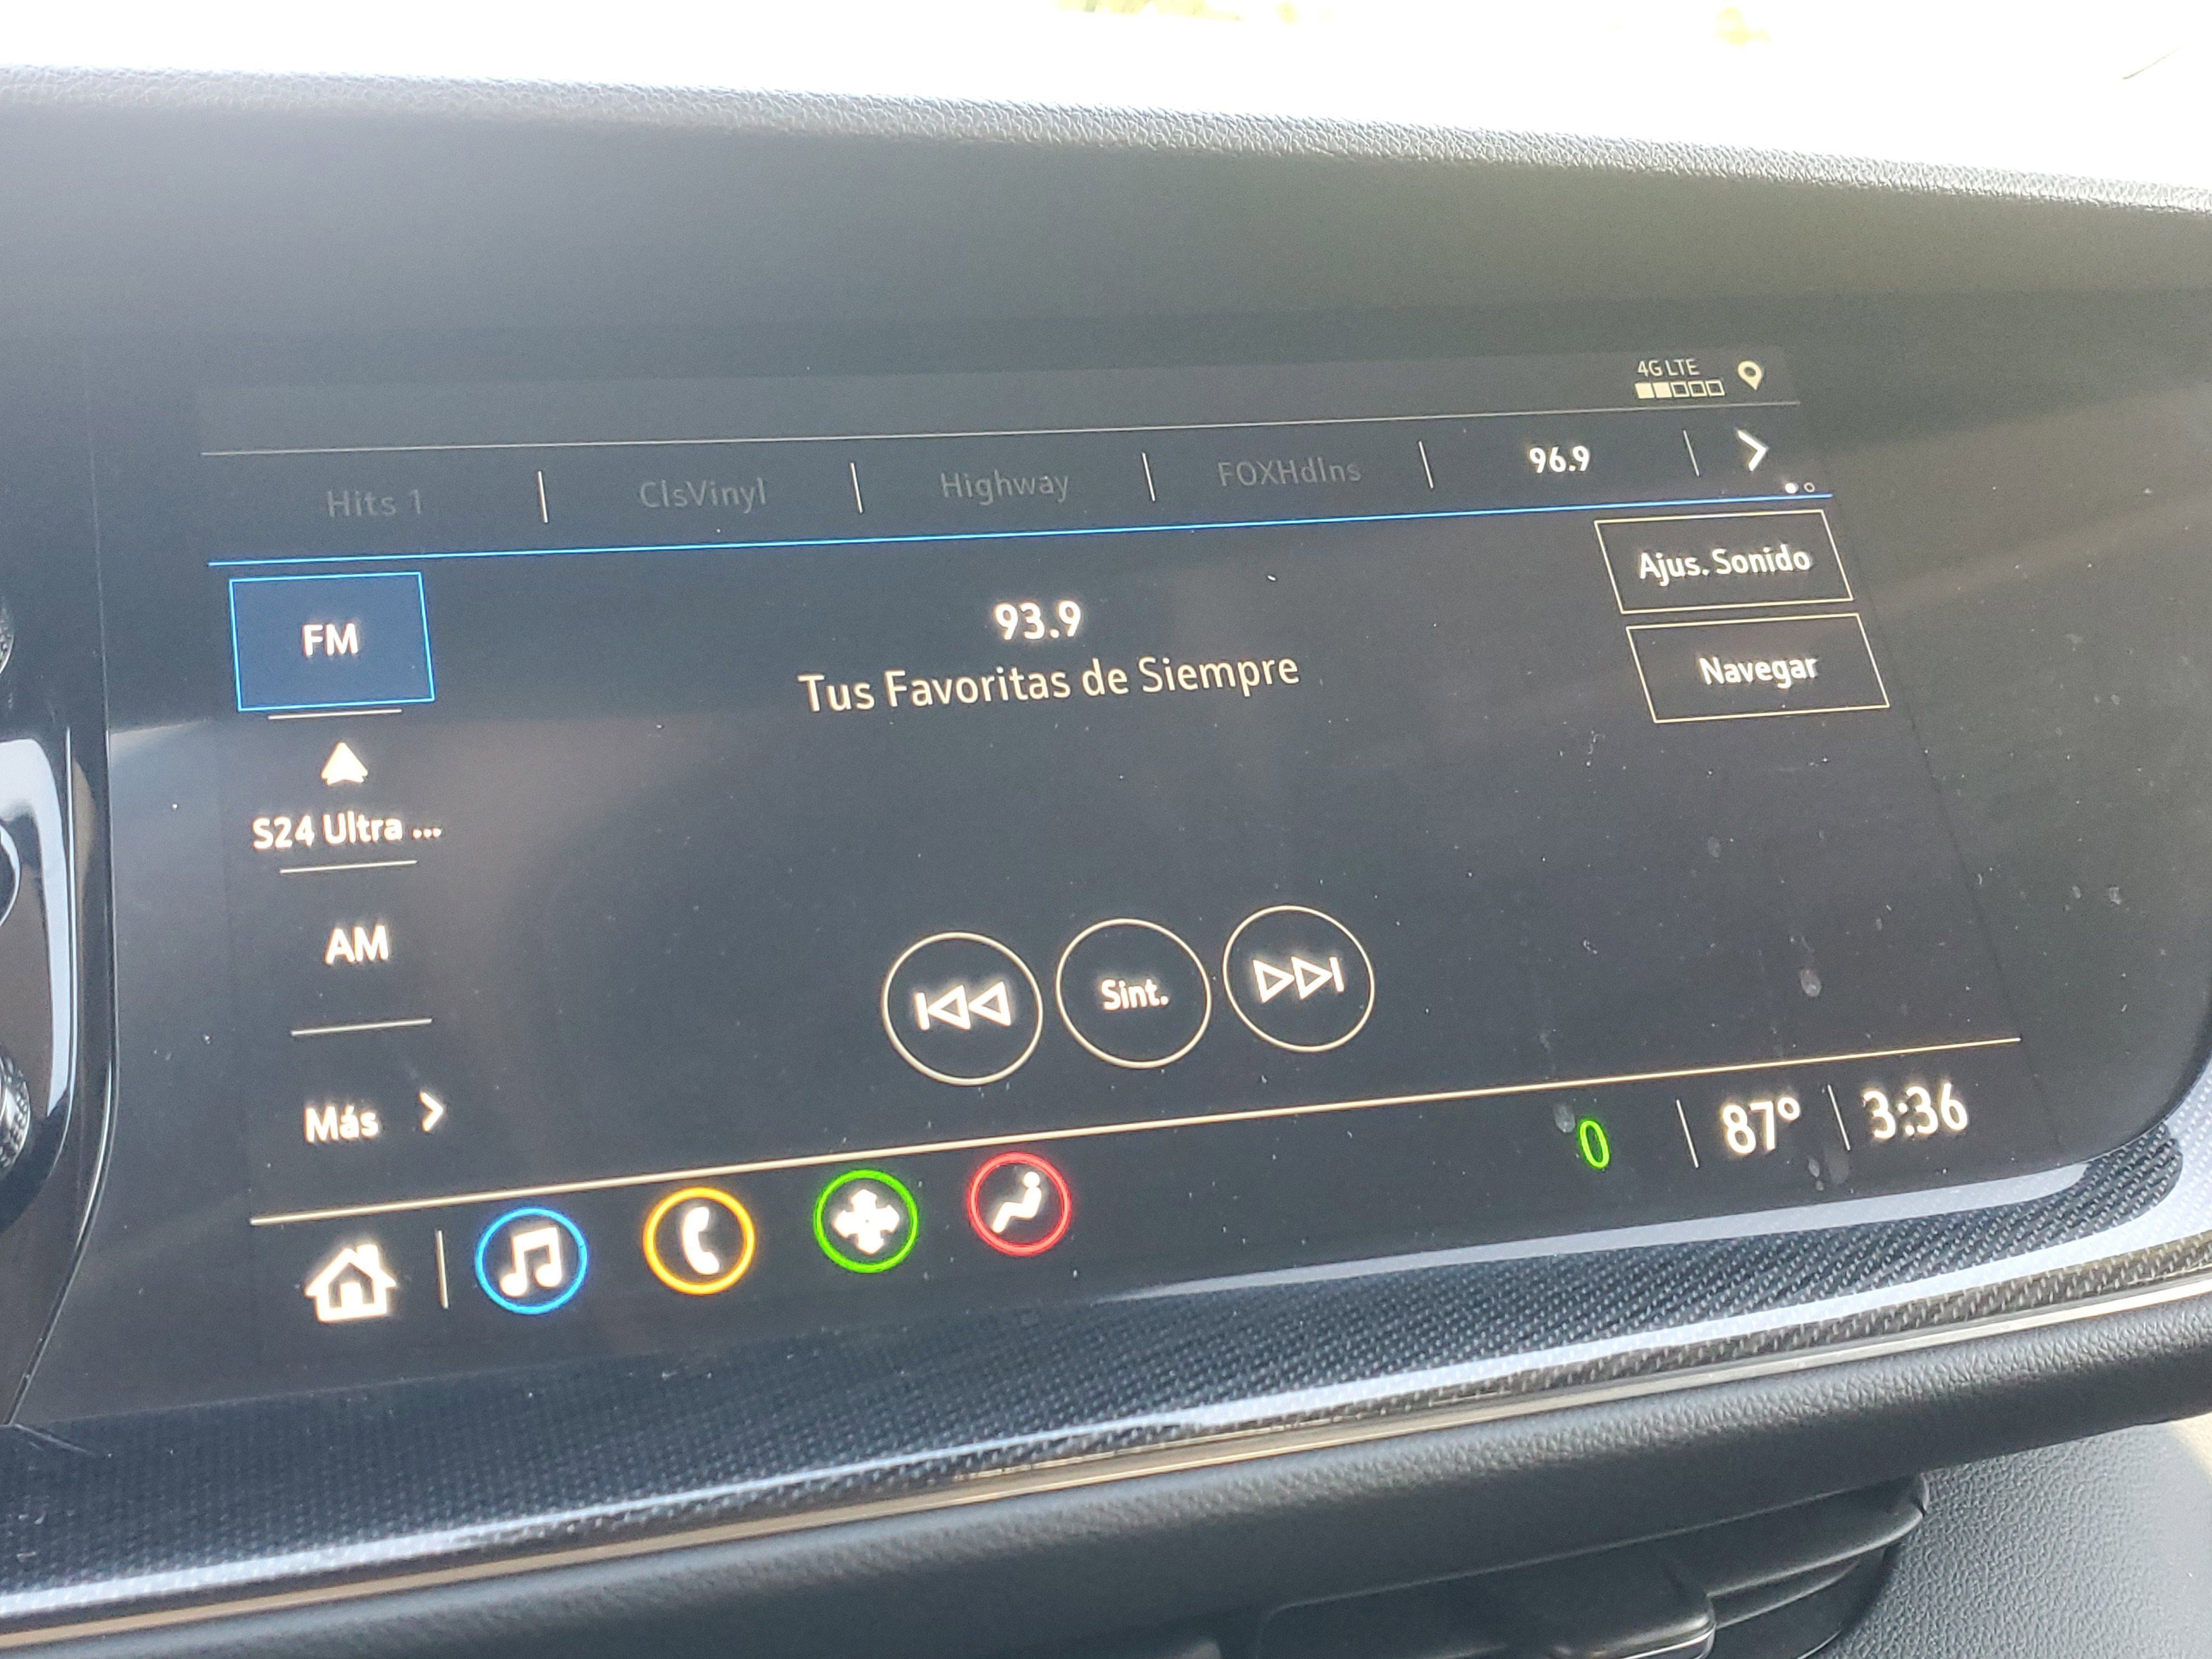 4G LTE
Hits 1 ClsVinyl Highway FOXHdlns 96.9
FM
93.9
Tus Favoritas de Siempre
Ajus. Sonido
Navegar
S24 Ultra ...
AM
Sint.
Más
0 87° 3:36